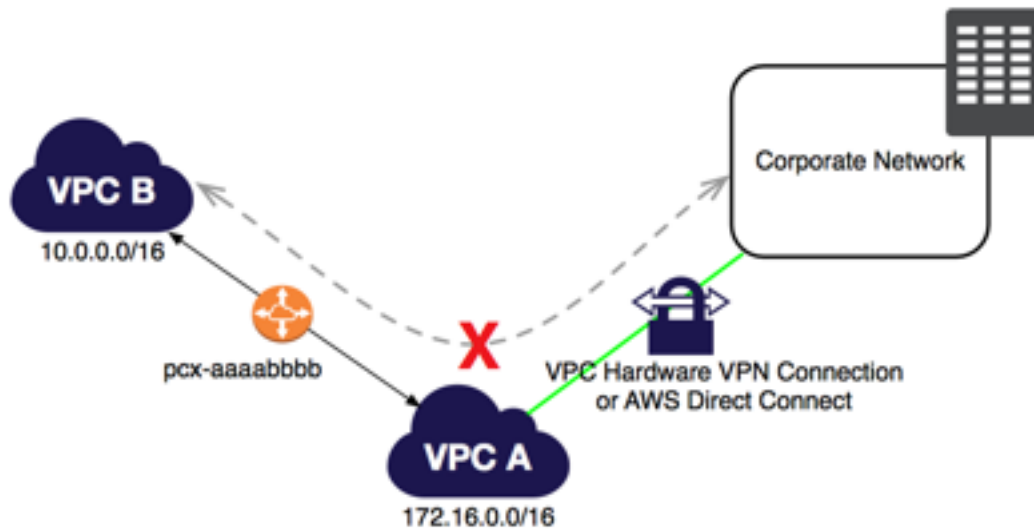 Corporate Network
VPC B
10.0.0.0/16
pcx-aaaabbbb
X
VPC Hardware VPN Connection
or AWS Direct Connect
VPC A
172.16.0.0/16